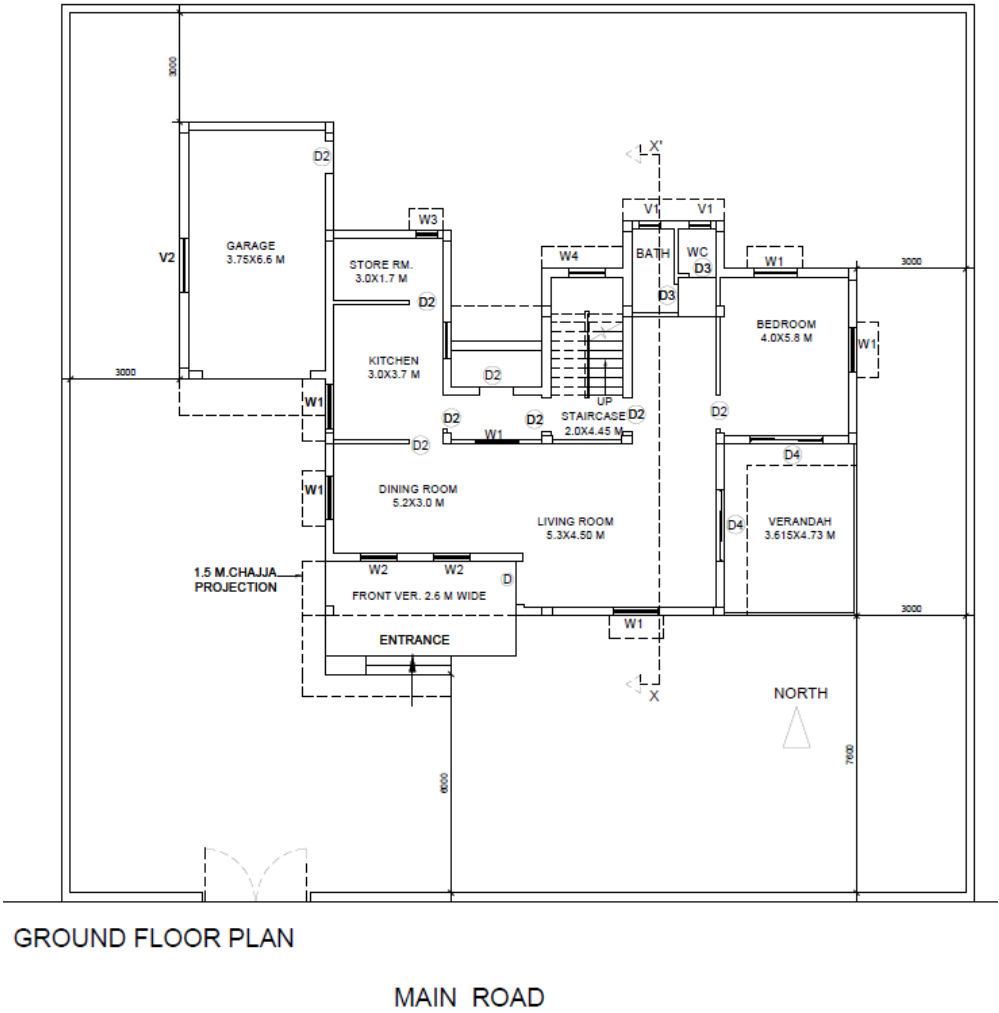 3000
X'
D2
V1 V1
W3
GARAGE
3.75X6.6 M
V2
W4
BATH
WC
D3
W1
3000
STORE RM.
3.0X1.7 M
D2
D3
BEDROOM
4.0X5.8 M
W1
KITCHEN
3.0X3.7 M
3000
D2
W1
UP
STAIRCASE
2.0X4.45 M
D2
D2
D2
D2
W1
D2
D4
W1
DINING ROOM
5.2X3.0 M
LIVING ROOM
5.3X4.50 M
D4
VERANDAH
3.615X4.73 M
1.5 M.CHAJJA
PROJECTION
W2
W2
D
FRONT VER. 2.6 M WIDE
3000
W1
ENTRANCE
X
NORTH
7600
6000
GROUND FLOOR PLAN
MAIN ROAD